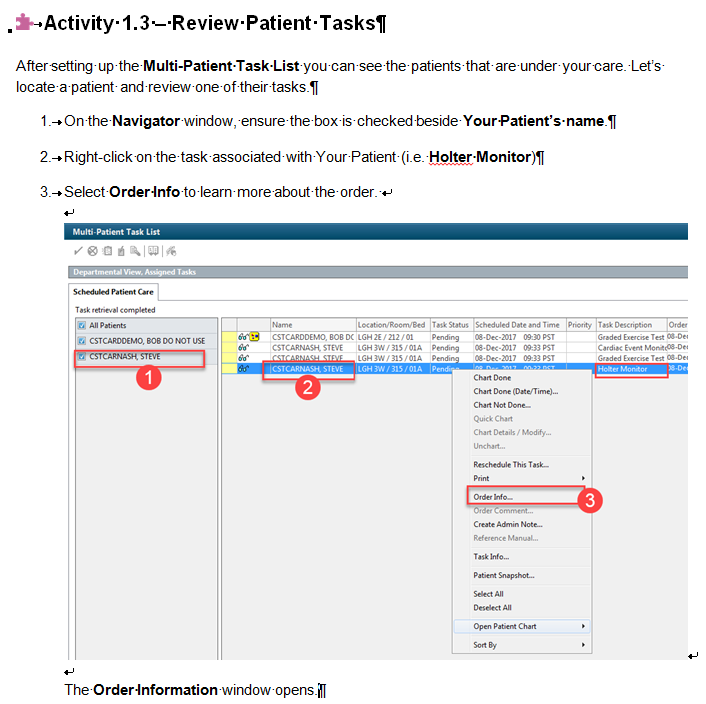 Activity 1.3 – Review Patient Tasks¶
After setting up the Multi-Patient Task List you can see the patients that are under your care. Let's
locate a patient and review one of their tasks.¶
1. On the Navigator window, ensure the box is checked beside Your Patient's name.¶
2. Right-click on the task associated with Your Patient (i.e. Holter Monitor)¶
3. Select Order Info to learn more about the order.
Multi-Patient Task List
Departmental View, Assigned Tasks
Scheduled Patient Care
Task retrieval completed
All Patients
CSTCARDDEMO, BOB DO NOT USE
CSTCARNASH, STEVE
1
Name Location/Room/Bed Task Status Scheduled Date and Time Priority Task Description Order
CSTCARDDEMO, BOB DC LGH 2E / 212 / 01 Pending 08-Dec-2017 09:30 PST Graded Exercise Test 08-Dec
CSTCARNASH, STEVE LGH 3W / 315 / 01A Pending 08-Dec-2017 09:33 PST Cardiac Event Monito 08-Dec
CSTCARNASH, STEVE LGH 3W / 315 / 01A Pending 08-Dec-2017 09:33 PST Graded Exercise Test 08-Dec
CSTCARNASH, STEVE LGH 3W / 315 / 01A Pending 08-Dec-2017 09:33 PST Holter Monitor 08-Dec
2
Chart Done
Chart Done (Date/Time)...
Chart Not Done...
Quick Chart
Chart Details / Modify...
Unchart...
Reschedule This Task...
Print
Order Info...
3
Order Comment...
Create Admin Note...
Reference Manual...
Task Info...
Patient Snapshot...
Select All
Deselect All
Open Patient Chart
Sort By
The Order Information window opens.¶